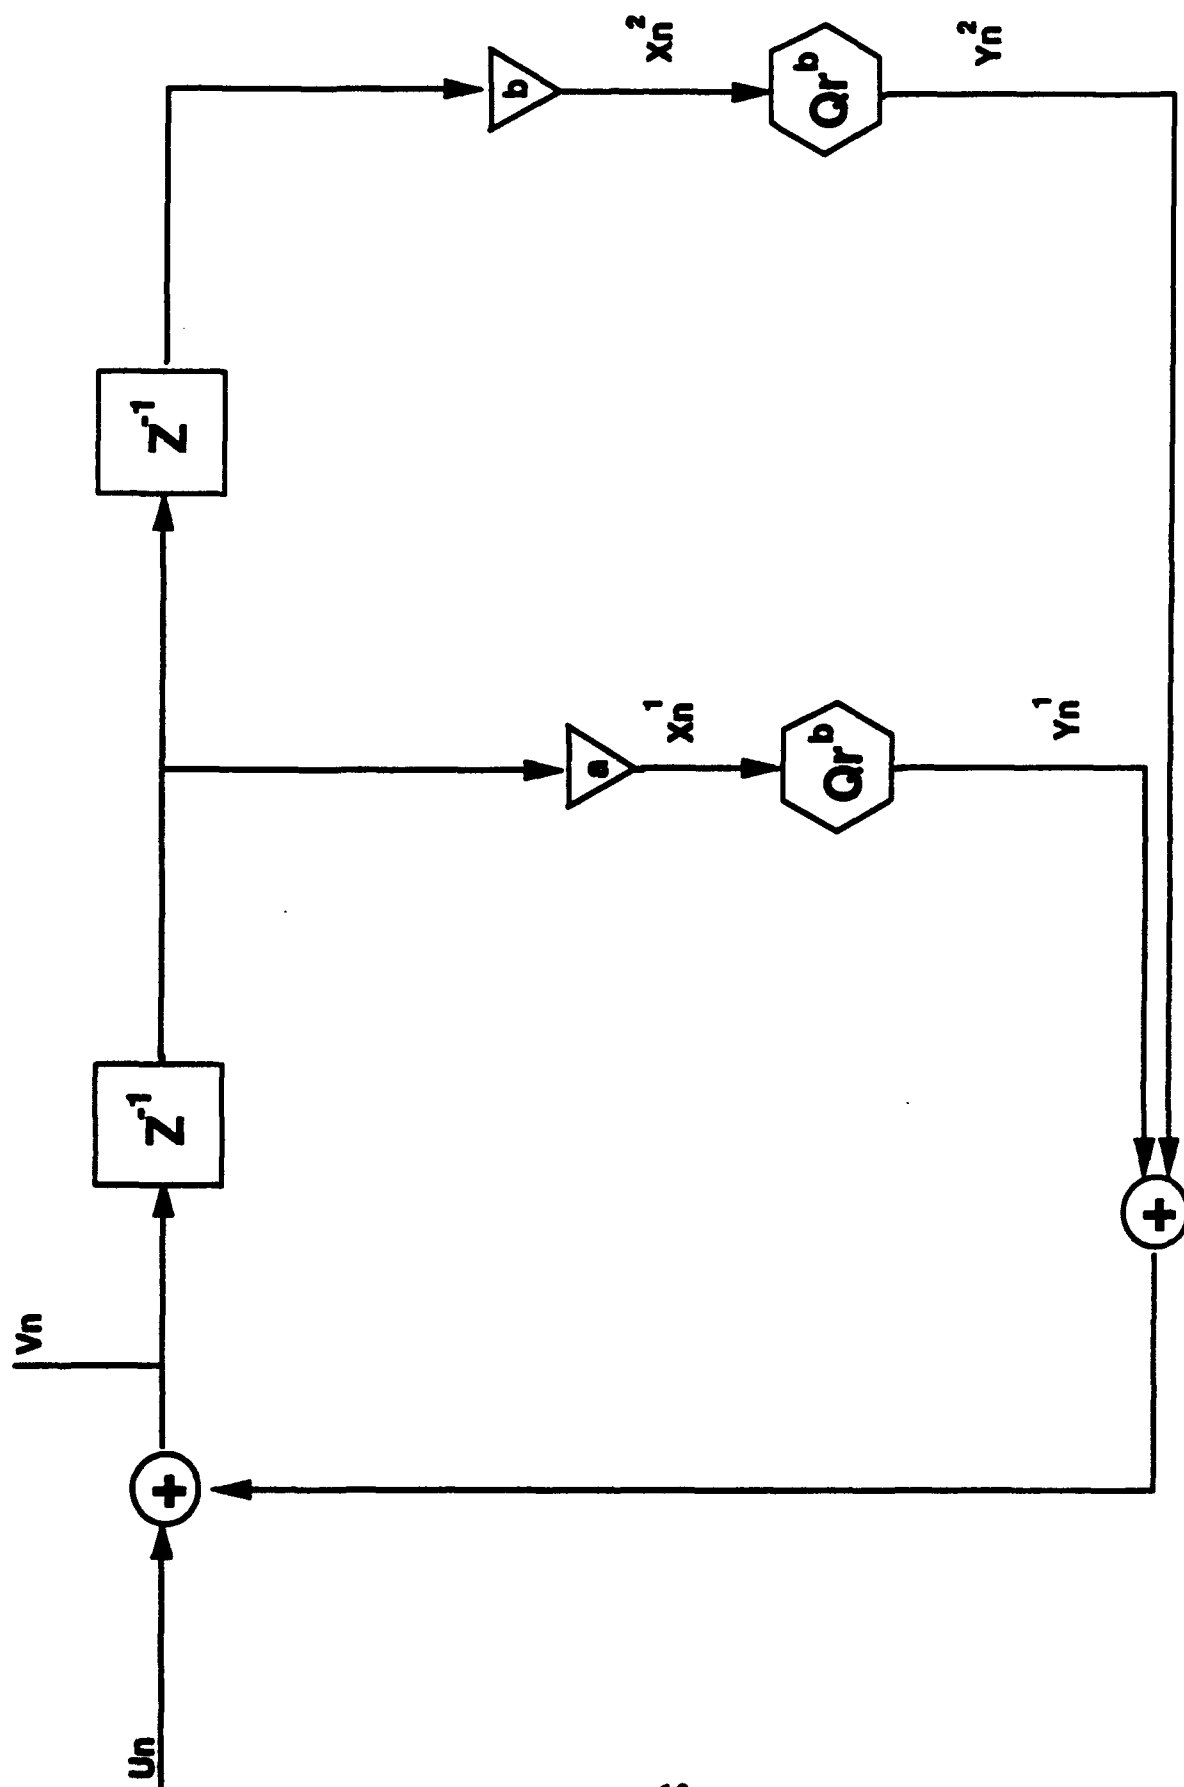 Vn
Un
+
Z⁻¹
Z⁻¹
a
Xn¹
Qrᵇ
Yn¹
b
Xn²
Qrᵇ
Yn²
+